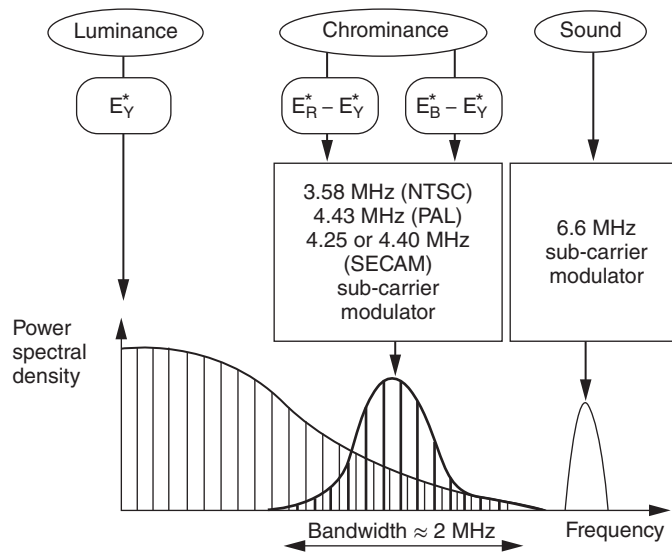 Luminance
Chrominance
Sound
E*Y
E*R – E*Y
E*B – E*Y
3.58 MHz (NTSC)
4.43 MHz (PAL)
4.25 or 4.40 MHz
(SECAM)
sub-carrier
modulator
6.6 MHz
sub-carrier
modulator
Power
spectral
density
Bandwidth ≈ 2 MHz
Frequency